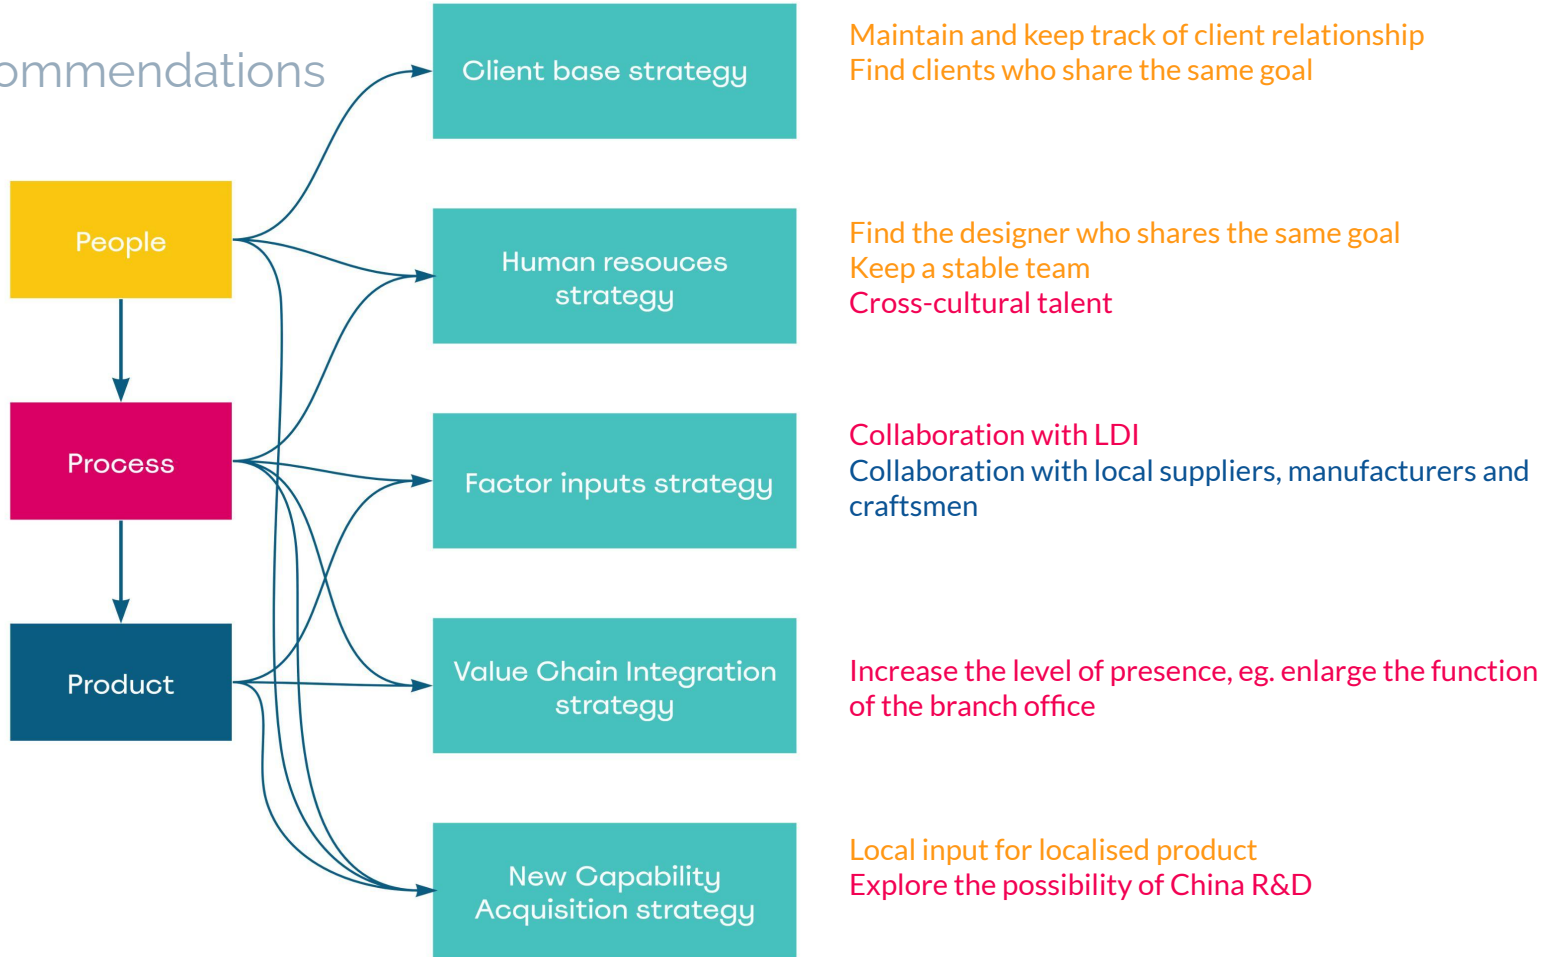 ommendations
Client base strategy
Maintain and keep track of client relationship
Find clients who share the same goal
People
Human resouces
strategy
Find the designer who shares the same goal
Keep a stable team
Cross-cultural talent
Process
Factor inputs strategy
Collaboration with LDI
Collaboration with local suppliers, manufacturers and
craftsmen
Product
Value Chain Integration
strategy
Increase the level of presence, eg. enlarge the function
of the branch office
New Capability
Acquisition strategy
Local input for localised product
Explore the possibility of China R&D